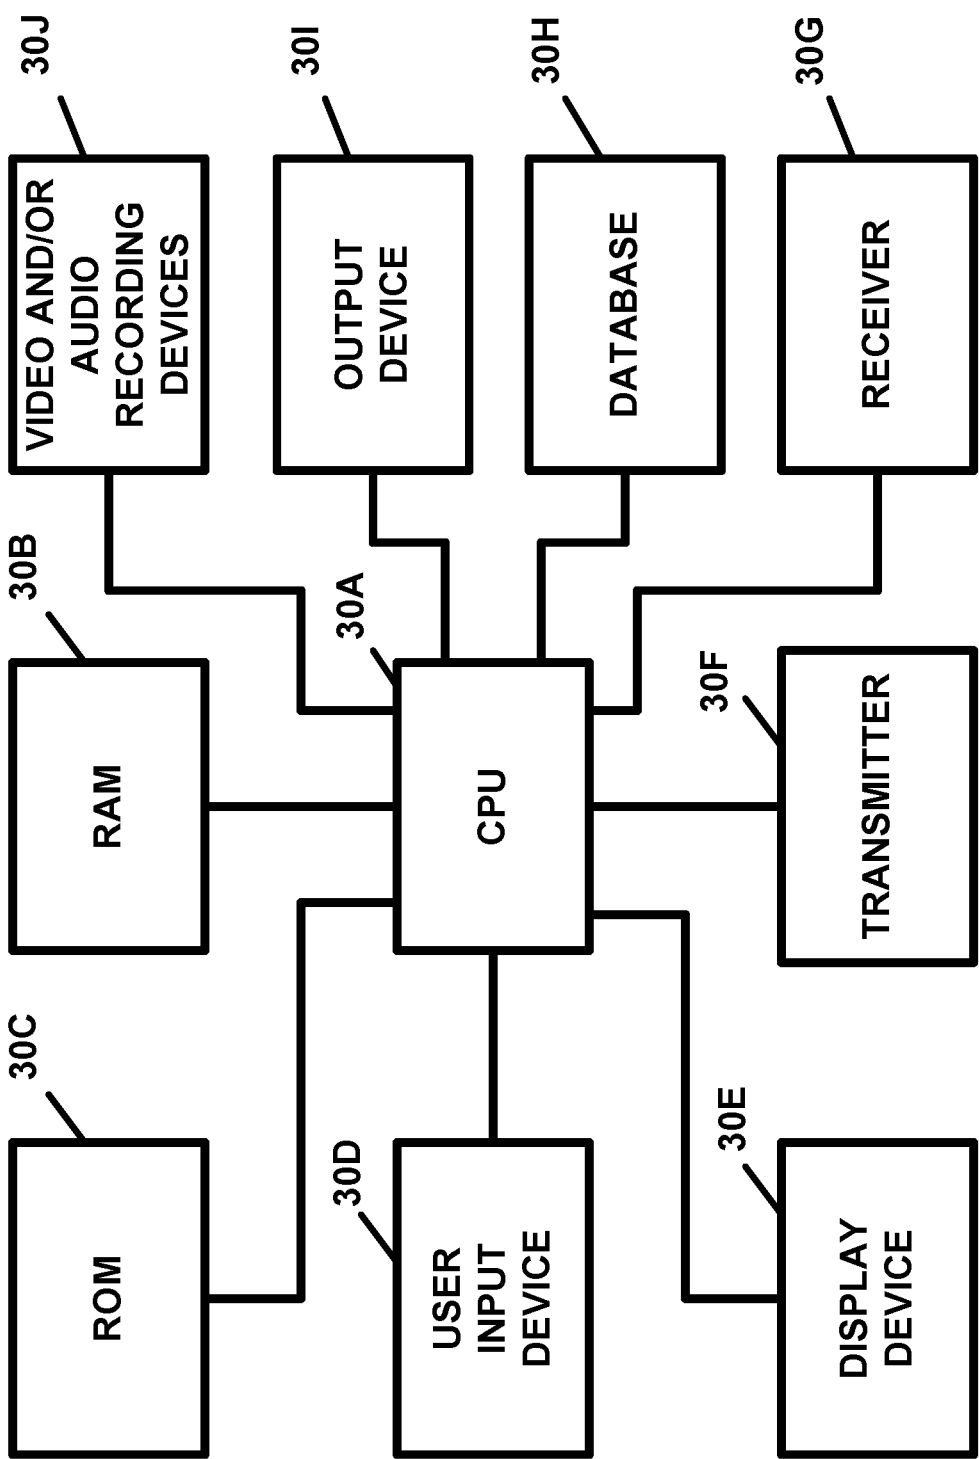 30C
ROM
30B
RAM
30J
VIDEO AND/OR
AUDIO
RECORDING
DEVICES
30D
USER
INPUT
DEVICE
30A
CPU
30I
OUTPUT
DEVICE
30H
DATABASE
30E
DISPLAY
DEVICE
30F
TRANSMITTER
30G
RECEIVER